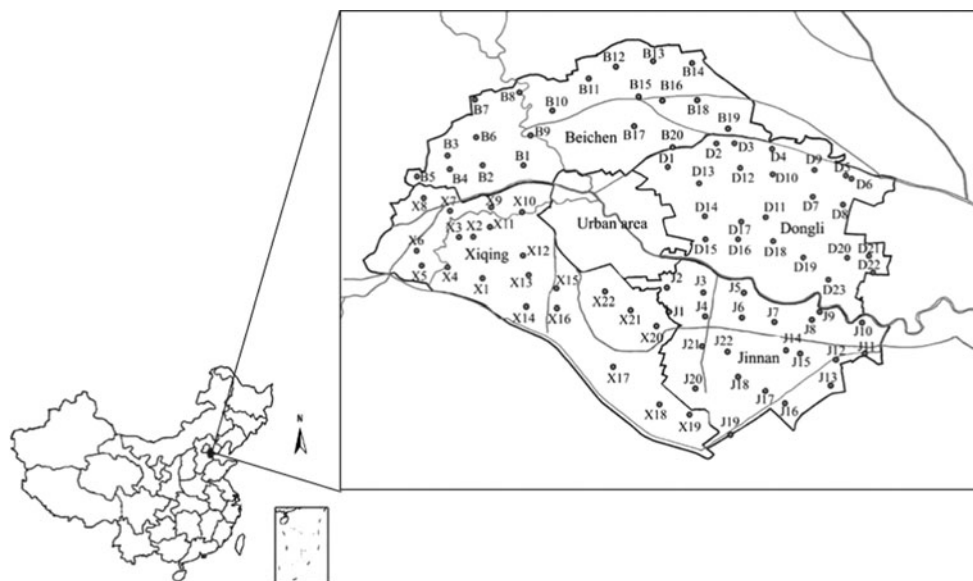 B13
B12
B14
B15
B16
B11
B8
B7
B10
B18
B19
B6
B9
B17
Beichen
B20
D2
D3
D4
D9
D5
B3
B1
D1
D6
B5
B4
B2
D13
D12
D10
X8
X7
X9
X10
D7
D8
X3
X2
X11
Urban area
D14
D11
D17
Dongli
X6
Xiqing
X12
D15
D16
D18
D20
D21
X5
X4
X13
D19
D22
X1
X15
J2
J3
J5
D23
X22
X14
X16
X21
J1
J4
J6
J7
J9
J8
J10
X20
J21
J22
Jinnan
J14
J15
J12
J11
X17
J20
J18
J17
J13
X18
X19
J19
J16
N